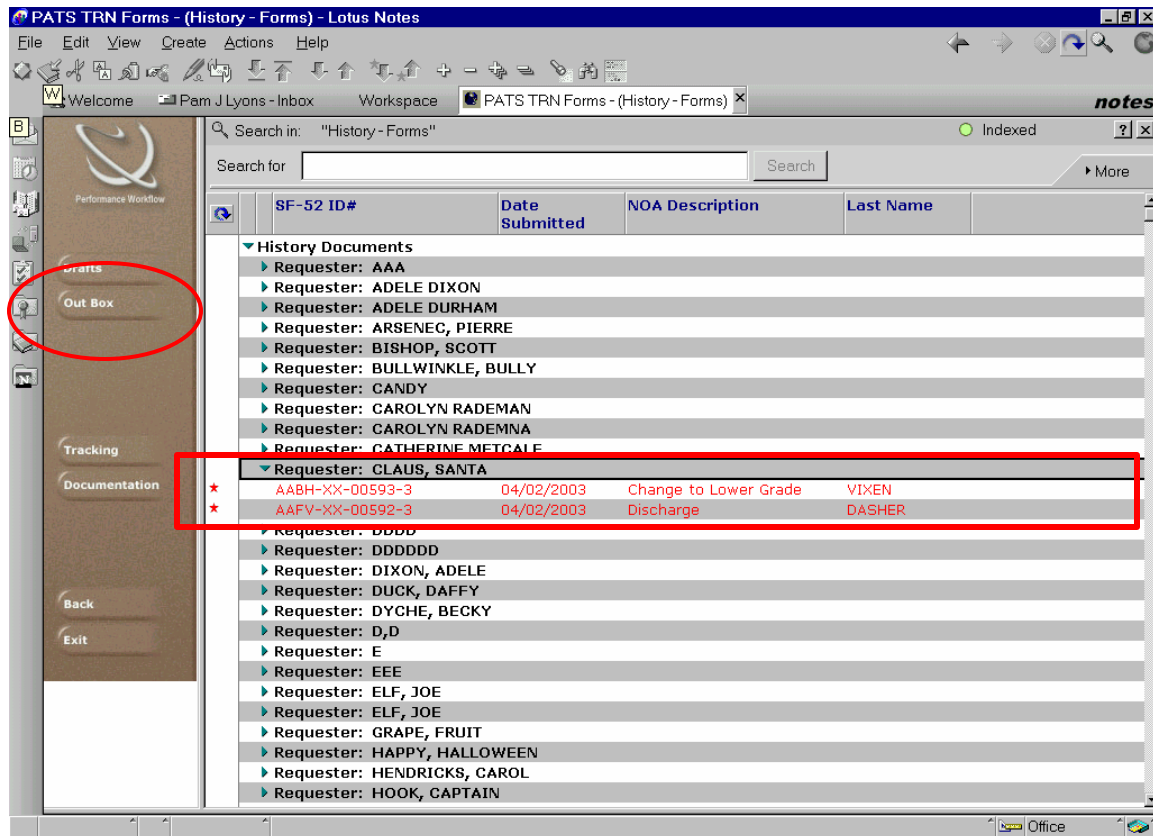 PATS TRN Forms - (History - Forms) - Lotus Notes
File Edit View Create Actions Help
W Welcome Pam J Lyons - Inbox Workspace PATS TRN Forms - (History - Forms) notes
B Search in: "History - Forms" Indexed
Search for Search More
Performance Workflow
SF-52 ID# Date Submitted NOA Description Last Name
History Documents
Drafts Requester: AAA
Requester: ADELE DIXON
Out Box Requester: ADELE DURHAM
Requester: ARSENEC, PIERRE
Requester: BISHOP, SCOTT
Requester: BULLWINKLE, BULLY
Requester: CANDY
Requester: CAROLYN RADEMAN
Requester: CAROLYN RADEMNA
Tracking Requester: CATHERINE METCALE
Requester: CLAUS, SANTA
Documentation AABH-XX-00593-3 04/02/2003 Change to Lower Grade VIXEN
AAFV-XX-00592-3 04/02/2003 Discharge DASHER
Requester: DDDD
Requester: DDDDDD
Requester: DIXON, ADELE
Requester: DUCK, DAFFY
Back Requester: DYCHE, BECKY
Requester: D,D
Exit Requester: E
Requester: EEE
Requester: ELF, JOE
Requester: ELF, JOE
Requester: GRAPE, FRUIT
Requester: HAPPY, HALLOWEEN
Requester: HENDRICKS, CAROL
Requester: HOOK, CAPTAIN
Office